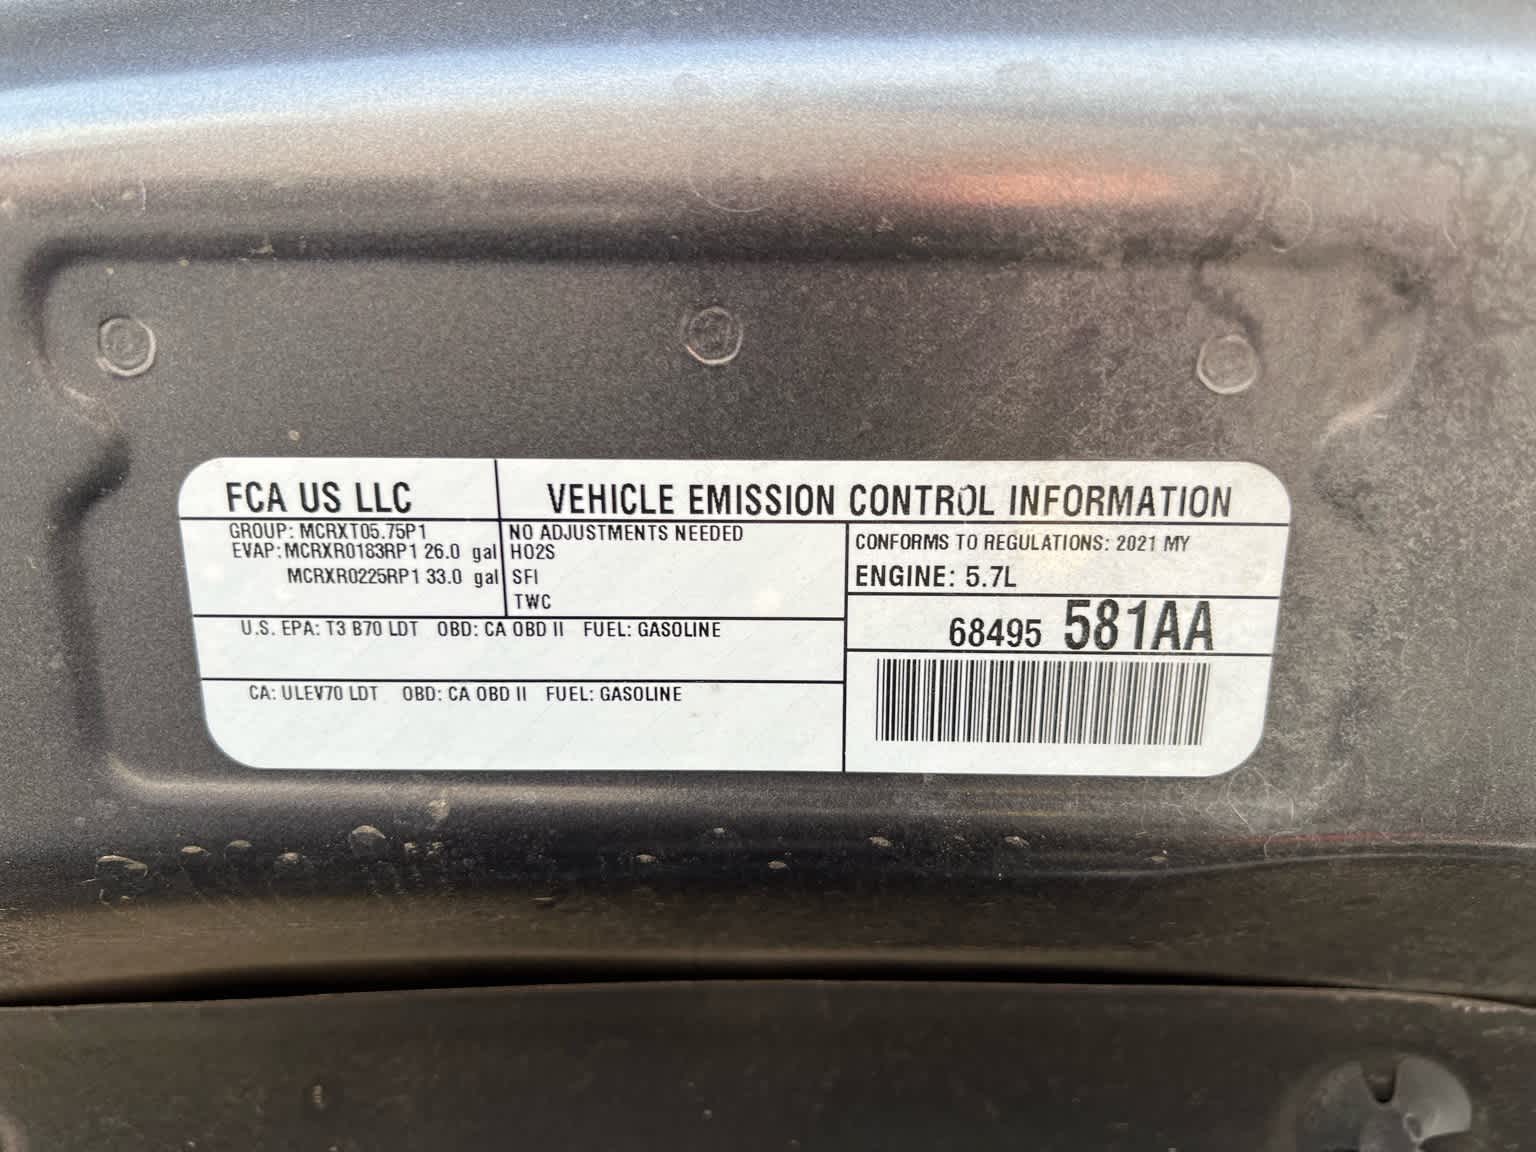 FCA US LLC
VEHICLE EMISSION CONTROL INFORMATION
GROUP: MCRXT05.75P1
EVAP: MCRXR0183RP1 26.0 gal
MCRXR0225RP1 33.0 gal
NO ADJUSTMENTS NEEDED
HO2S
SFI
TWC
CONFORMS TO REGULATIONS: 2021 MY
ENGINE: 5.7L
68495 581AA
U.S. EPA: T3 B70 LDT OBD: CA OBD II FUEL: GASOLINE
CA: ULEV70 LDT OBD: CA OBD II FUEL: GASOLINE